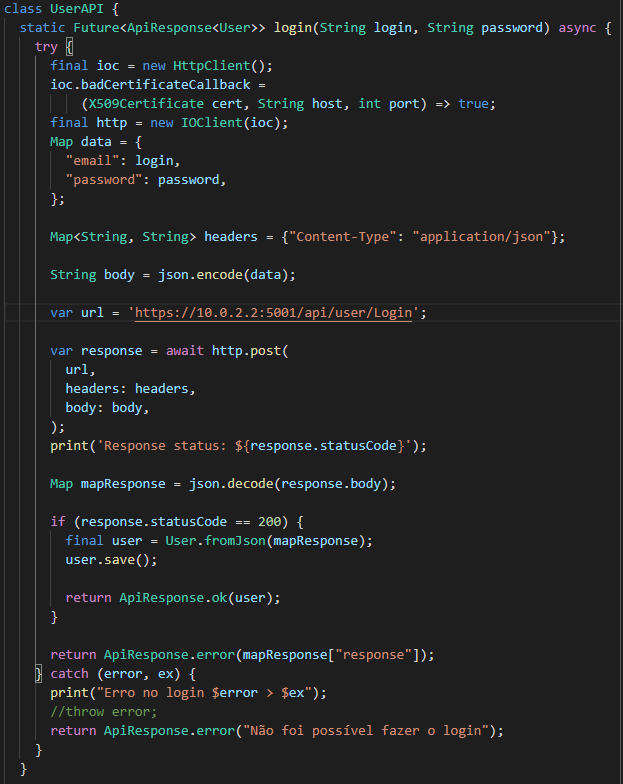 class UserAPI {
static Future<ApiResponse<User>> login(String login, String password) async {
try {
final ioc = new HttpClient();
ioc.badCertificateCallback =
(X509Certificate cert, String host, int port) => true;
final http = new IOClient(ioc);
Map data = {
"email": login,
"password": password,
};
Map<String, String> headers = {"Content-Type": "application/json"};
String body = json.encode(data);
var url = 'https://10.0.2.2:5001/api/user/Login';
var response = await http.post(
url,
headers: headers,
body: body,
);
print('Response status: ${response.statusCode}');
Map mapResponse = json.decode(response.body);
if (response.statusCode == 200) {
final user = User.fromJson(mapResponse);
user.save();
return ApiResponse.ok(user);
}
return ApiResponse.error(mapResponse["response"]);
} catch (error, ex) {
print("Erro no login $error > $ex");
//throw error;
return ApiResponse.error("Não foi possível fazer o login");
}
}